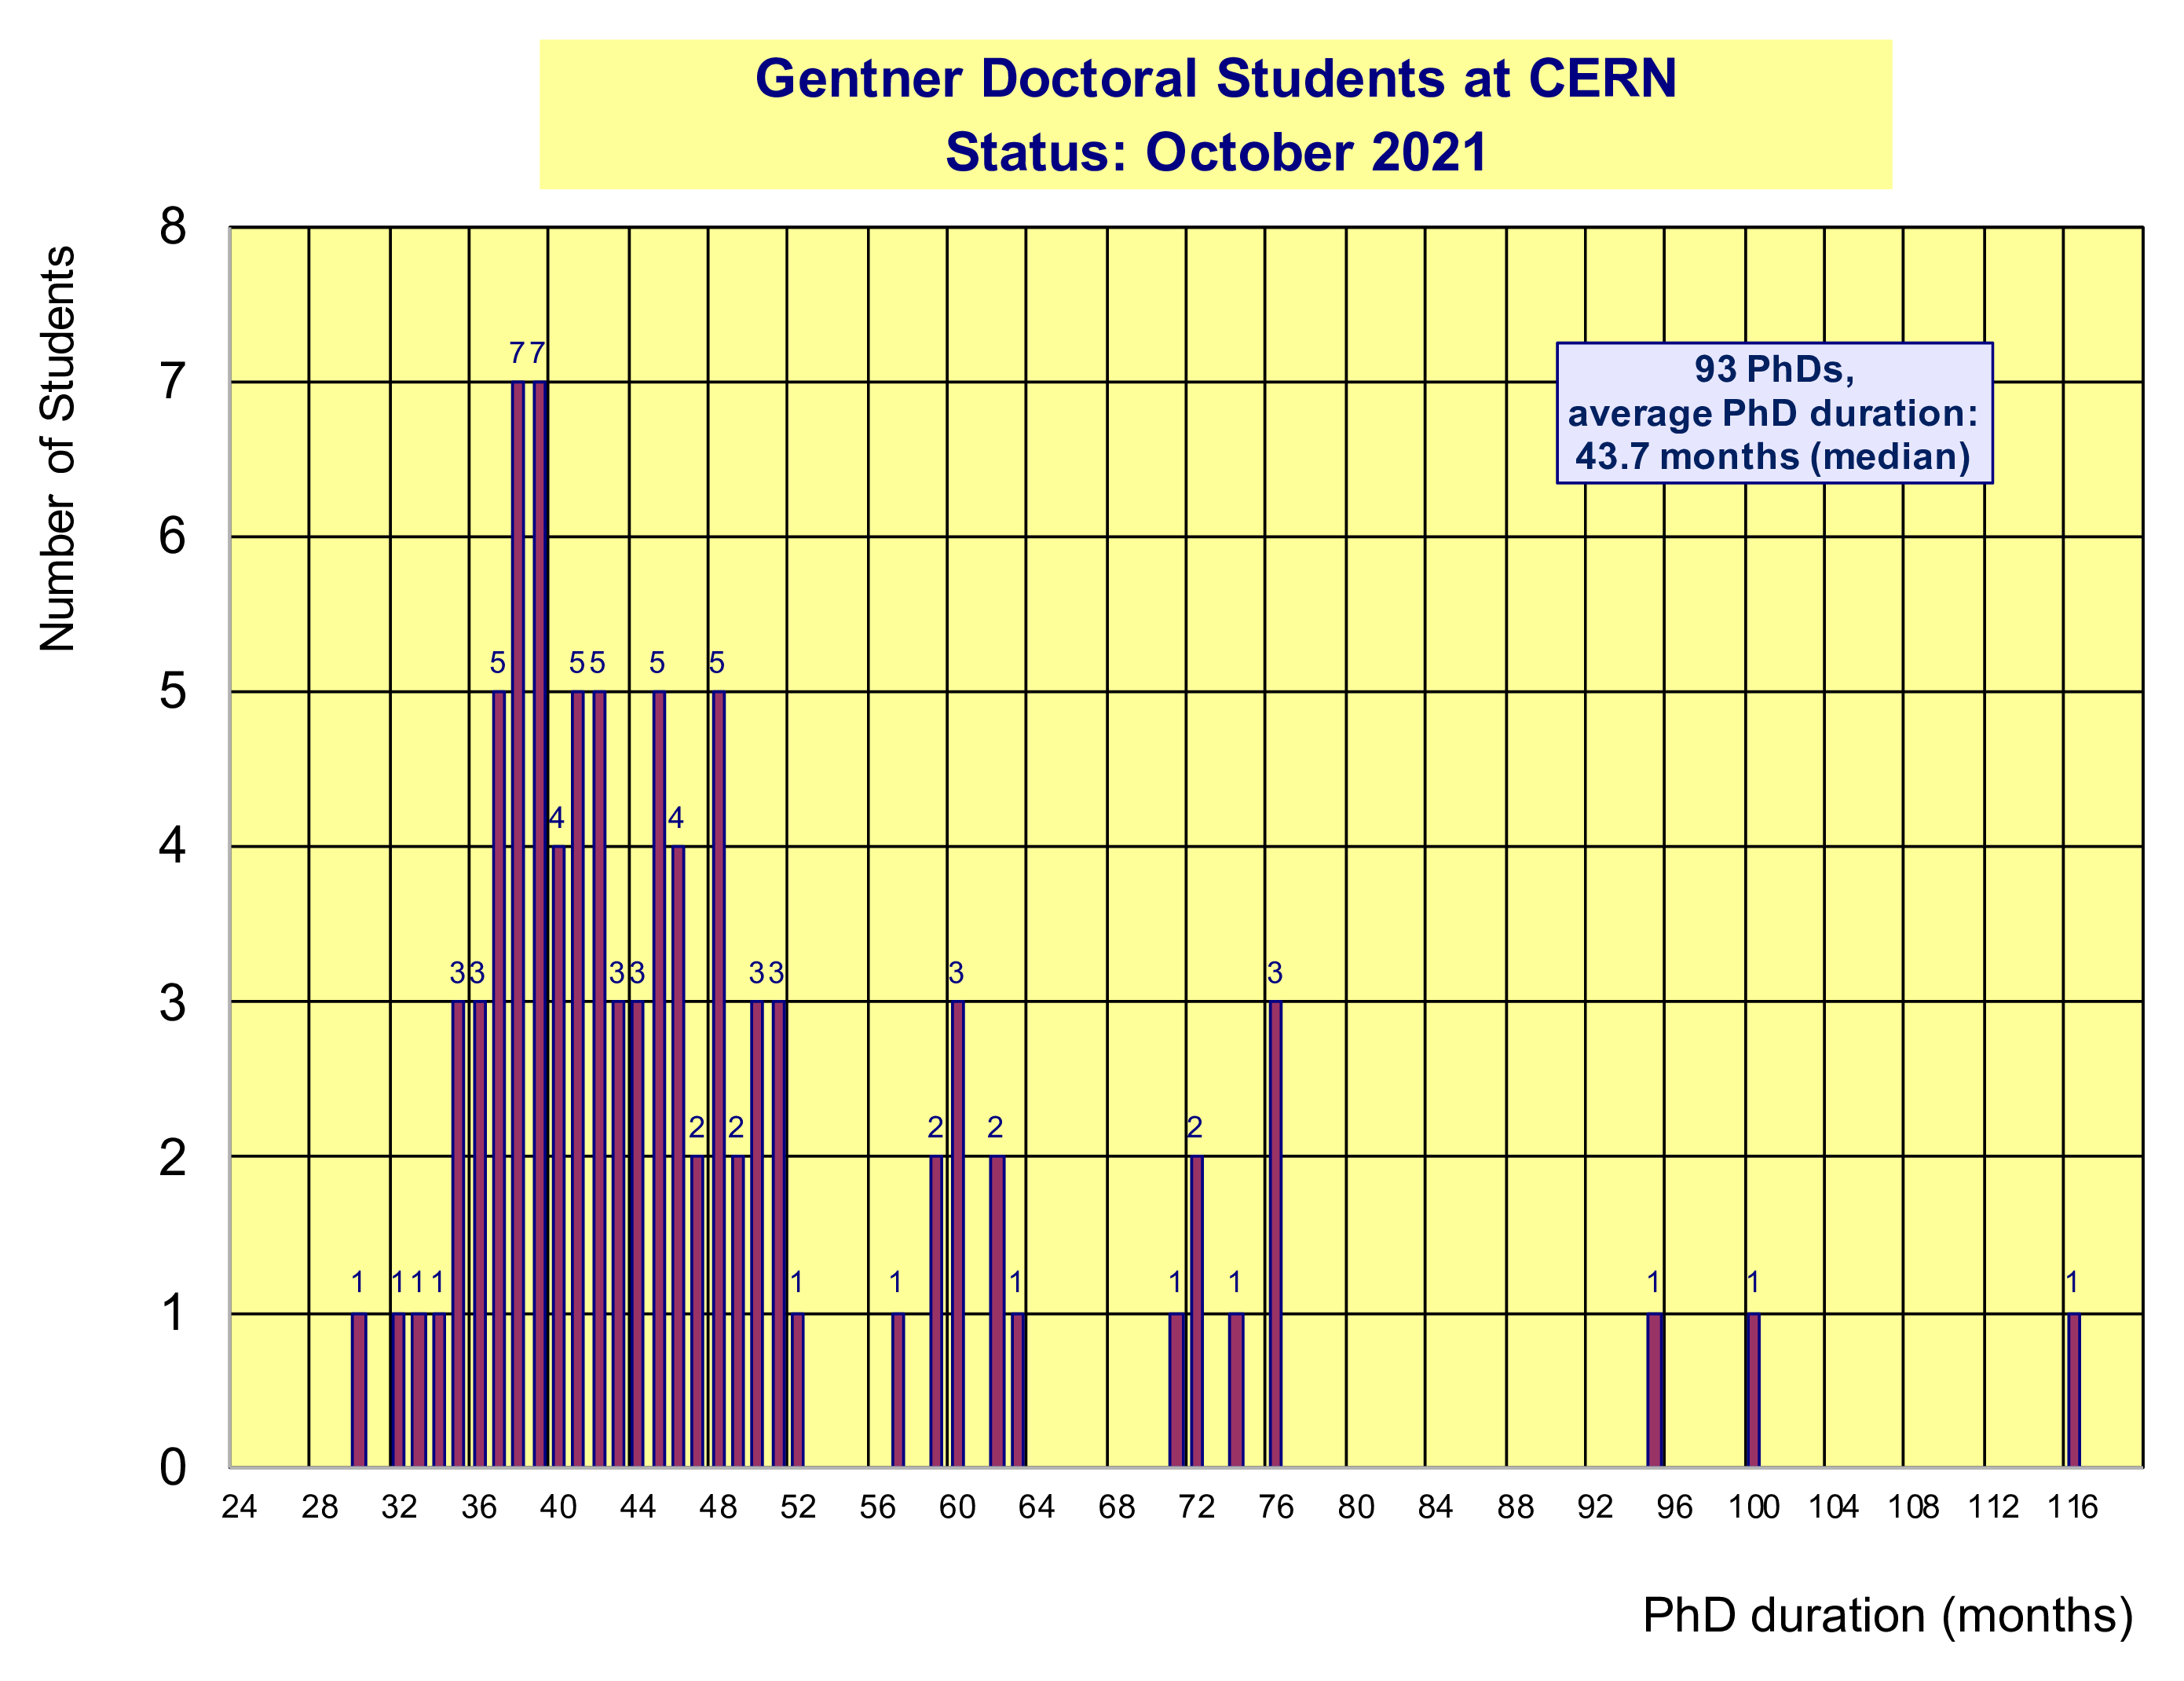 Gentner Doctoral Students at CERN
Status: October 2021
Number of Students
8
7
6
5
4
3
2
1
0
93 PhDs,
average PhD duration:
43.7 months (median)
1 1 1 1 3 3 5 7 7 4 5 5 3 3 5 4 2 5 2 3 3 1 1 2 3 2 1 1 2 1 3 1 1 1
24 28 32 36 40 44 48 52 56 60 64 68 72 76 80 84 88 92 96 100 104 108 112 116
PhD duration (months)